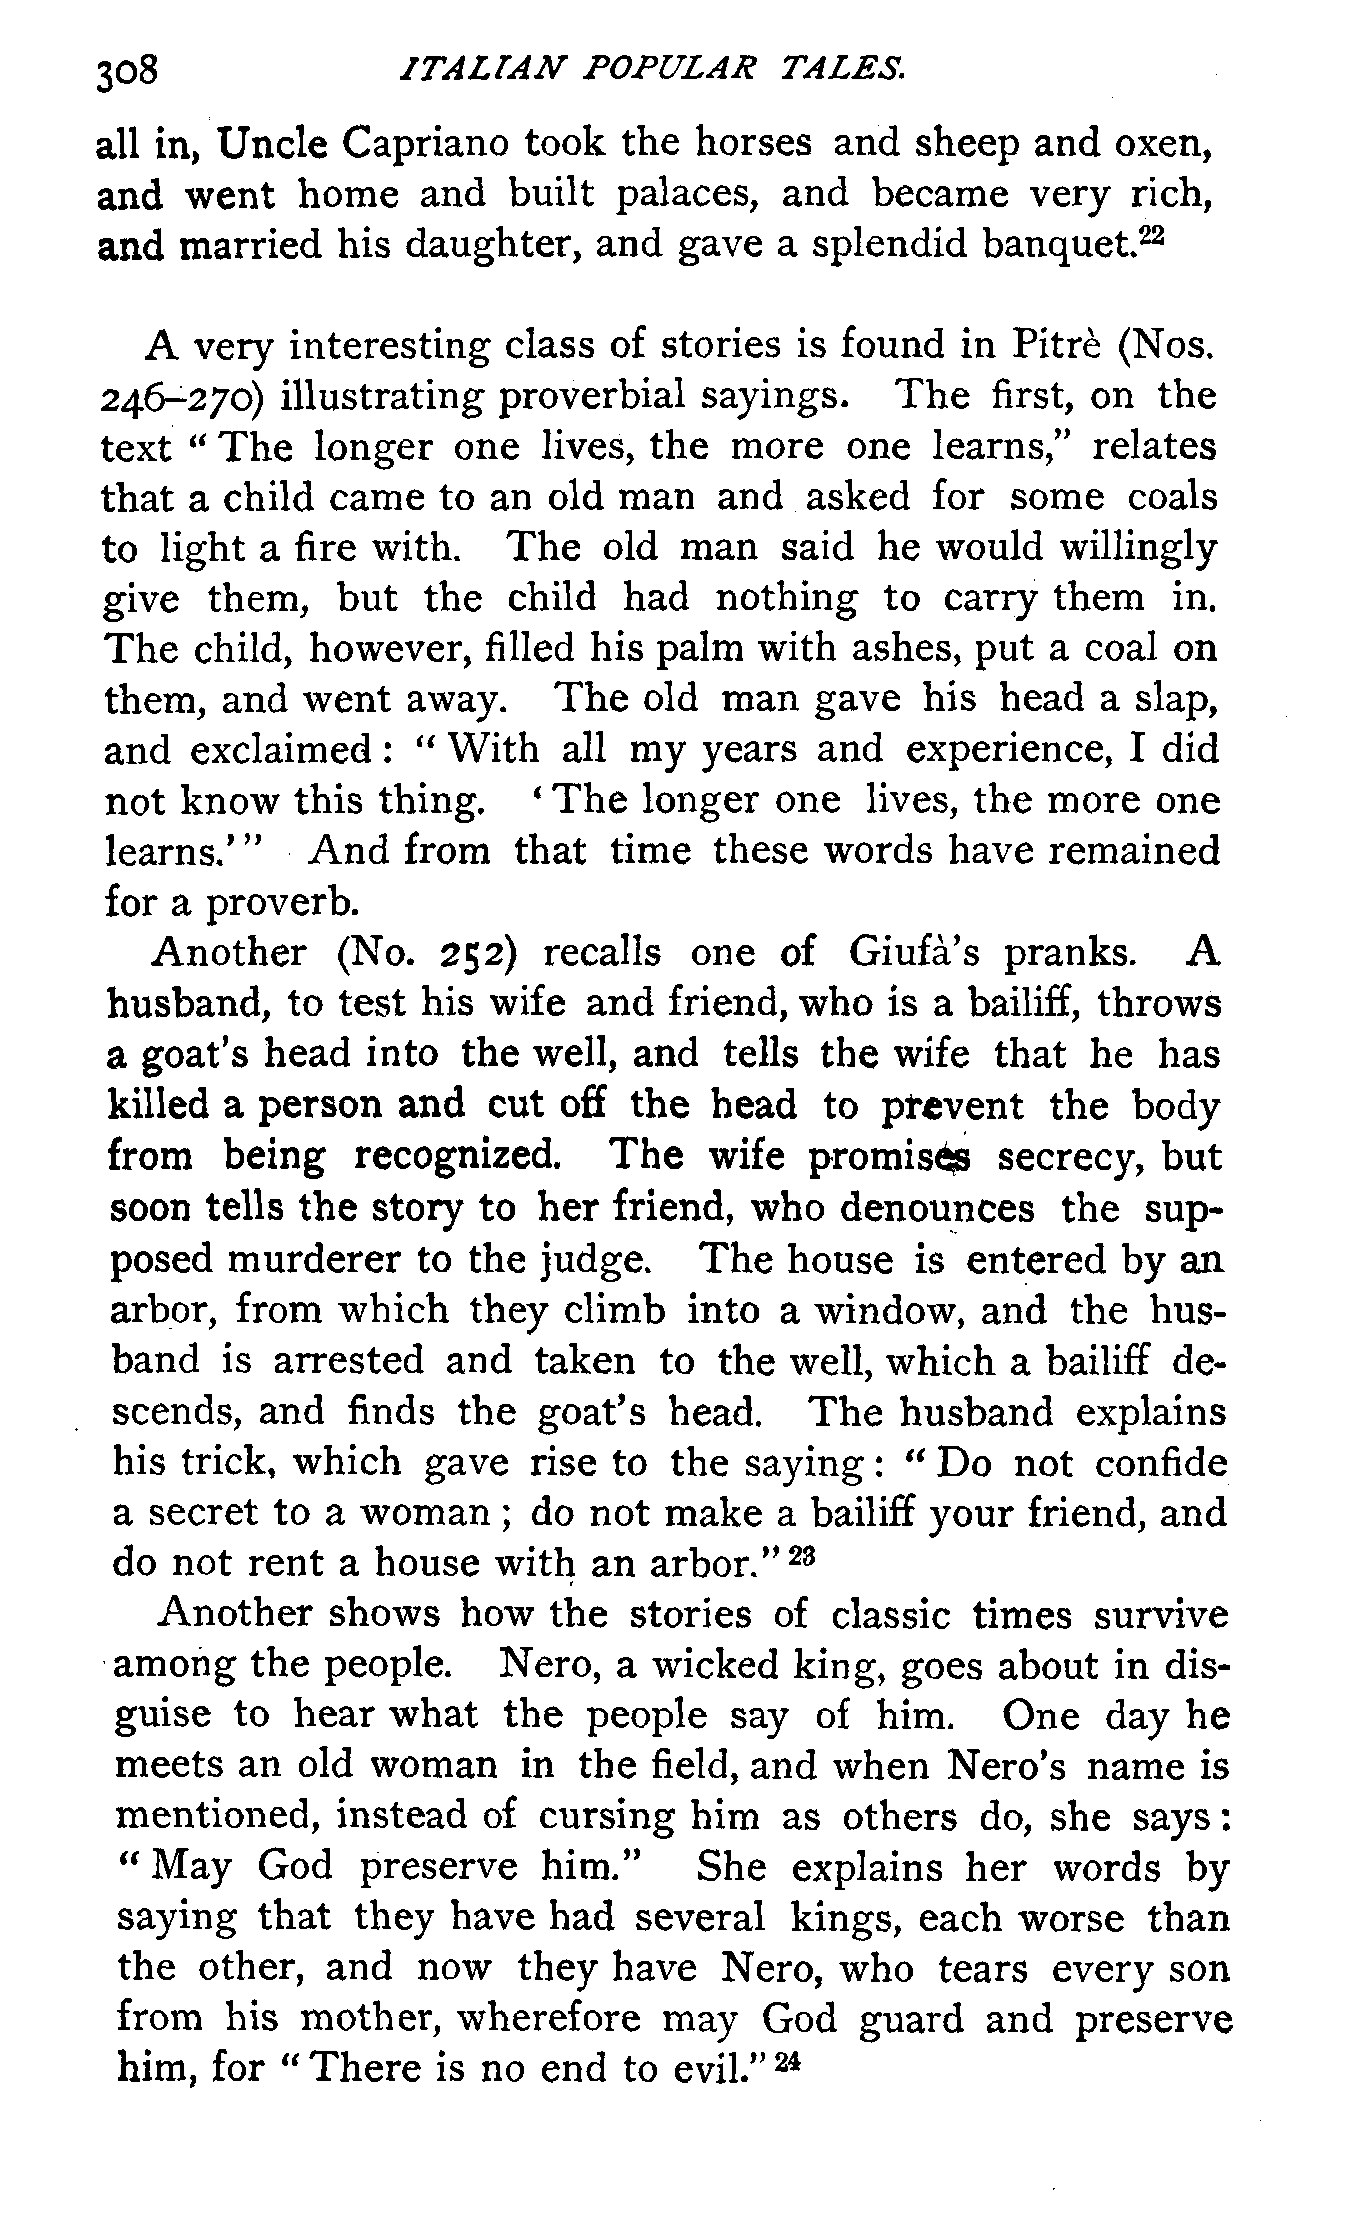 308 ITALIAN POPULAR TALES.
all in, Uncle Capriano took the horses and sheep and oxen,
and went home and built palaces, and became very rich,
and married his daughter, and gave a splendid banquet.²²
A very interesting class of stories is found in Pitrè (Nos.
246–270) illustrating proverbial sayings. The first, on the
text “ The longer one lives, the more one learns,” relates
that a child came to an old man and asked for some coals
to light a fire with. The old man said he would willingly
give them, but the child had nothing to carry them in.
The child, however, filled his palm with ashes, put a coal on
them, and went away. The old man gave his head a slap,
and exclaimed : “ With all my years and experience, I did
not know this thing. ‘ The longer one lives, the more one
learns.’ ” And from that time these words have remained
for a proverb.
Another (No. 252) recalls one of Giufà’s pranks. A
husband, to test his wife and friend, who is a bailiff, throws
a goat’s head into the well, and tells the wife that he has
killed a person and cut off the head to prevent the body
from being recognized. The wife promises secrecy, but
soon tells the story to her friend, who denounces the sup-
posed murderer to the judge. The house is entered by an
arbor, from which they climb into a window, and the hus-
band is arrested and taken to the well, which a bailiff de-
scends, and finds the goat’s head. The husband explains
his trick, which gave rise to the saying : “ Do not confide
a secret to a woman ; do not make a bailiff your friend, and
do not rent a house with an arbor.” ²³
Another shows how the stories of classic times survive
among the people. Nero, a wicked king, goes about in dis-
guise to hear what the people say of him. One day he
meets an old woman in the field, and when Nero’s name is
mentioned, instead of cursing him as others do, she says :
“ May God preserve him.” She explains her words by
saying that they have had several kings, each worse than
the other, and now they have Nero, who tears every son
from his mother, wherefore may God guard and preserve
him, for “ There is no end to evil.” ²⁴